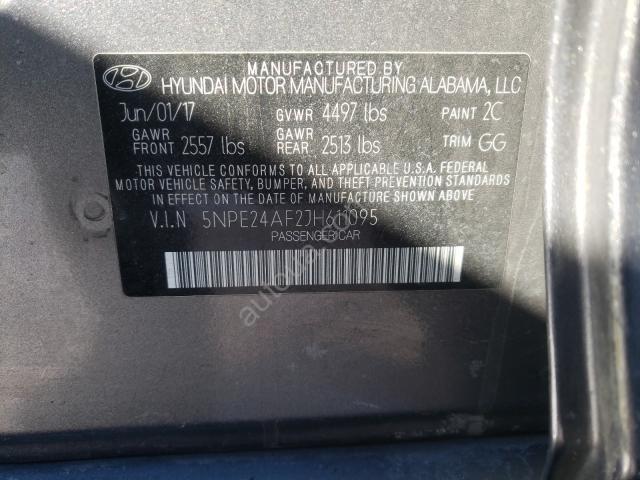 MANUFACTURED BY
HYUNDAI MOTOR MANUFACTURING ALABAMA, LLC
Jun/01/17 GVWR 4497 lbs PAINT 2C
GAWR FRONT 2557 lbs GAWR REAR 2513 lbs TRIM GG
THIS VEHICLE CONFORMS TO ALL APPLICABLE U.S.A. FEDERAL
MOTOR VEHICLE SAFETY, BUMPER, AND THEFT PREVENTION STANDARDS
IN EFFECT ON THE DATE OF MANUFACTURE SHOWN ABOVE
V.I.N
PASSENGER CAR